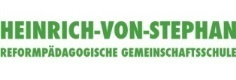 HEINRICH-VON-STEPHAN
REFORMPÄDAGOGISCHE GEMEINSCHAFTSSCHULE